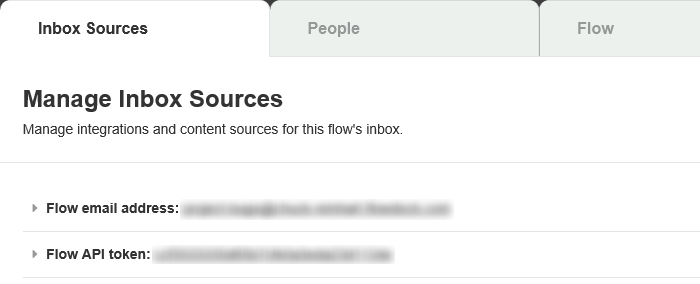 Inbox Sources
People
Flow
Manage Inbox Sources
Manage integrations and content sources for this flow's inbox.
Flow email address:
Flow API token: